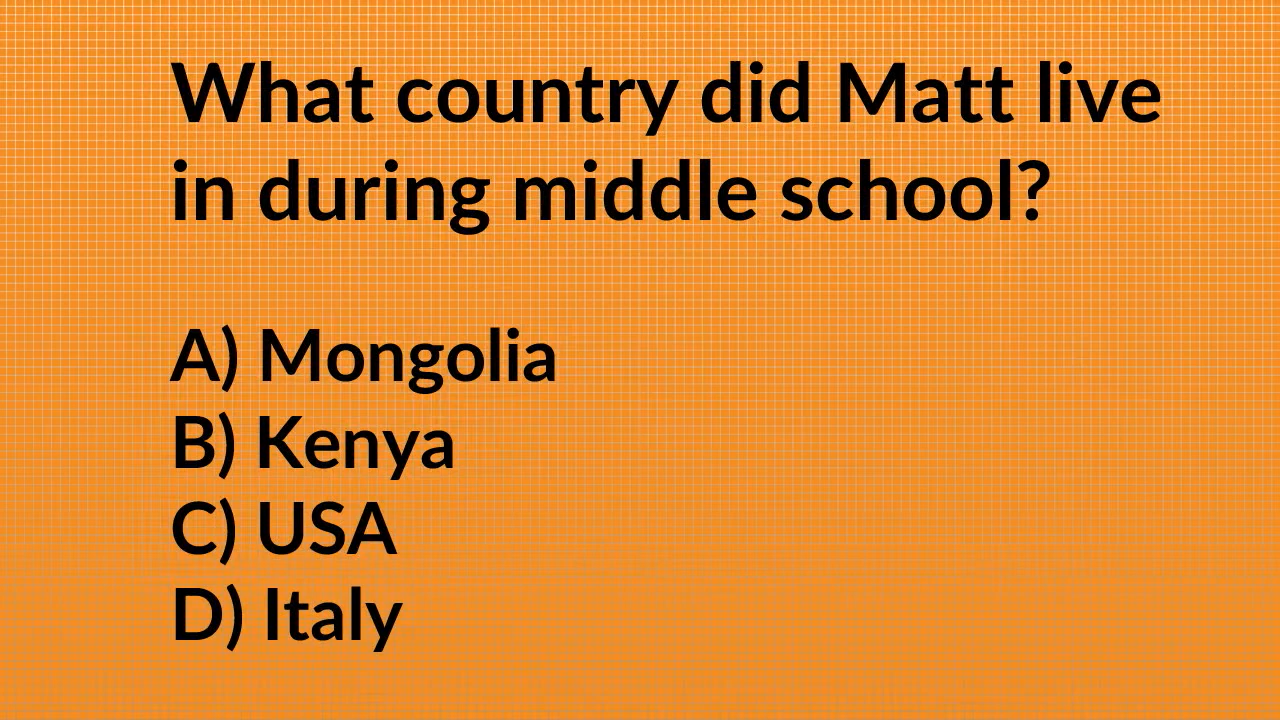 What country did Matt live
in during middle school?
A) Mongolia
B) Kenya
C) USA
D) Italy